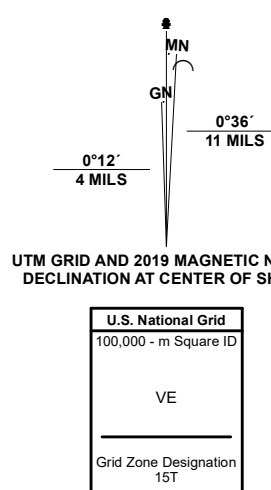 MN
GN
0°36´
11 MILS
0°12´
4 MILS
UTM GRID AND 2019 MAGNETIC
DECLINATION AT CENTER OF
U.S. National Grid
100,000 - m Square ID
VE
Grid Zone Designation
15T